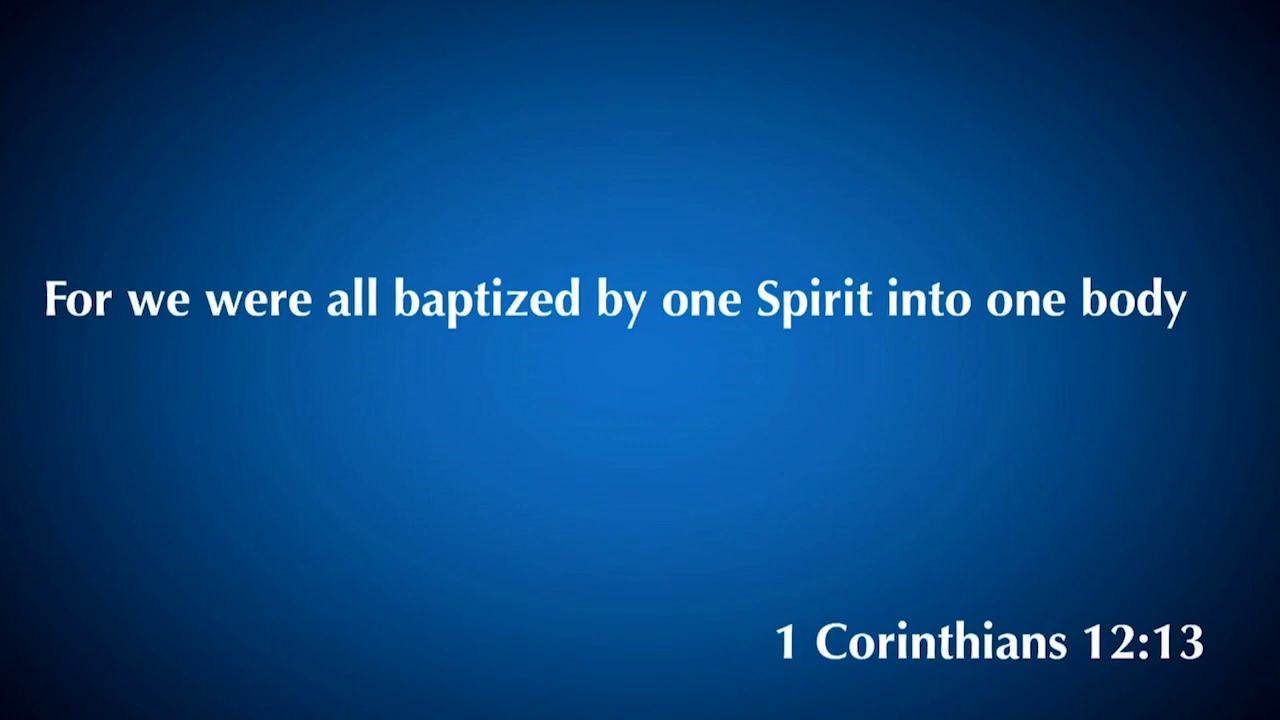 For we were all baptized by one Spirit into one body
1 Corinthians 12:13